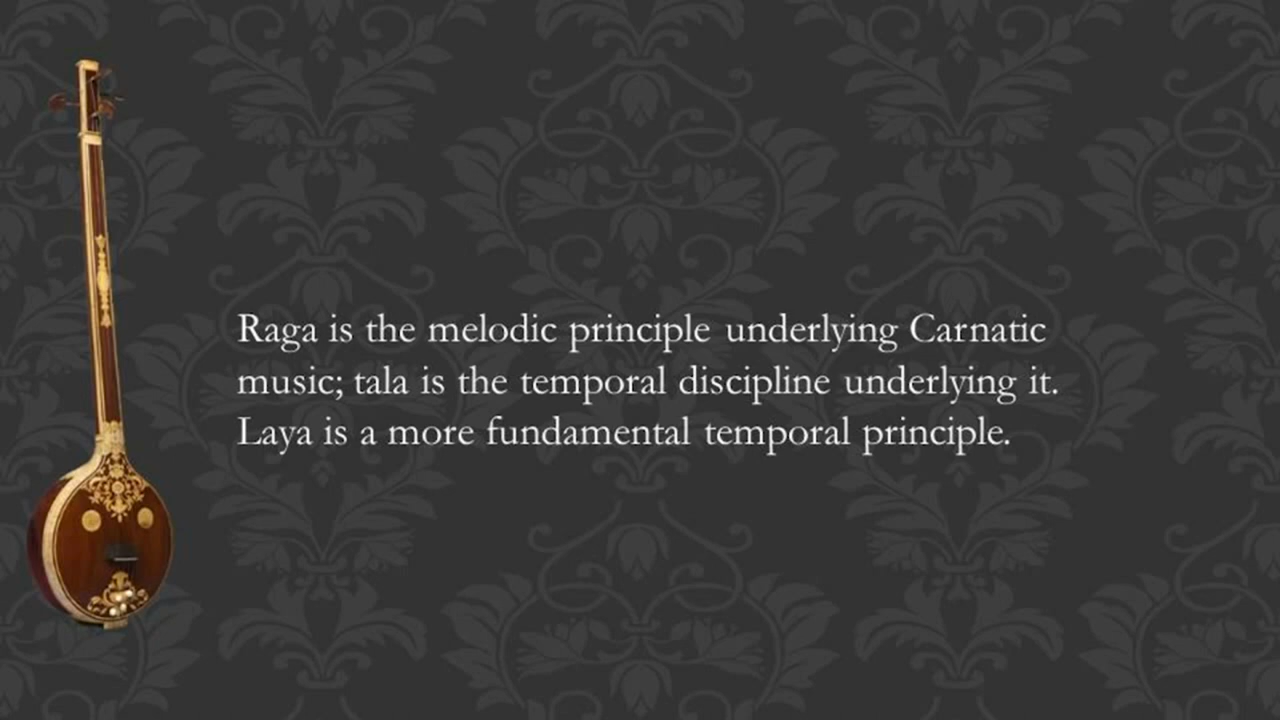 Raga is the melodic principle underlying Carnatic
music; tala is the temporal discipline underlying it.
Laya is a more fundamental temporal principle.